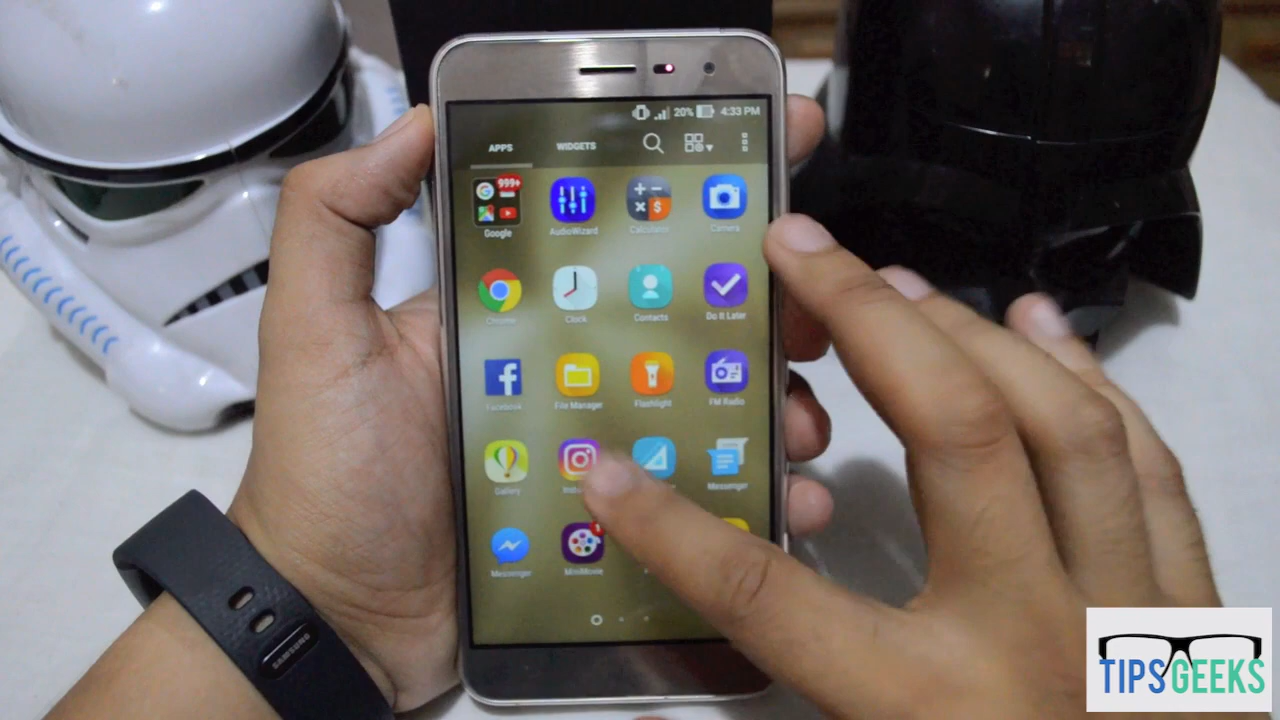 20% 4:33 PM
APPS WIDGETS
999+
Google AudioWizard Calculator Camera
Chrome Clock Contacts Do It Later
Facebook File Manager Flashlight FM Radio
Gallery Messenger
1
Messenger MiniMovie
SAMSUNG
TIPSGEEKS